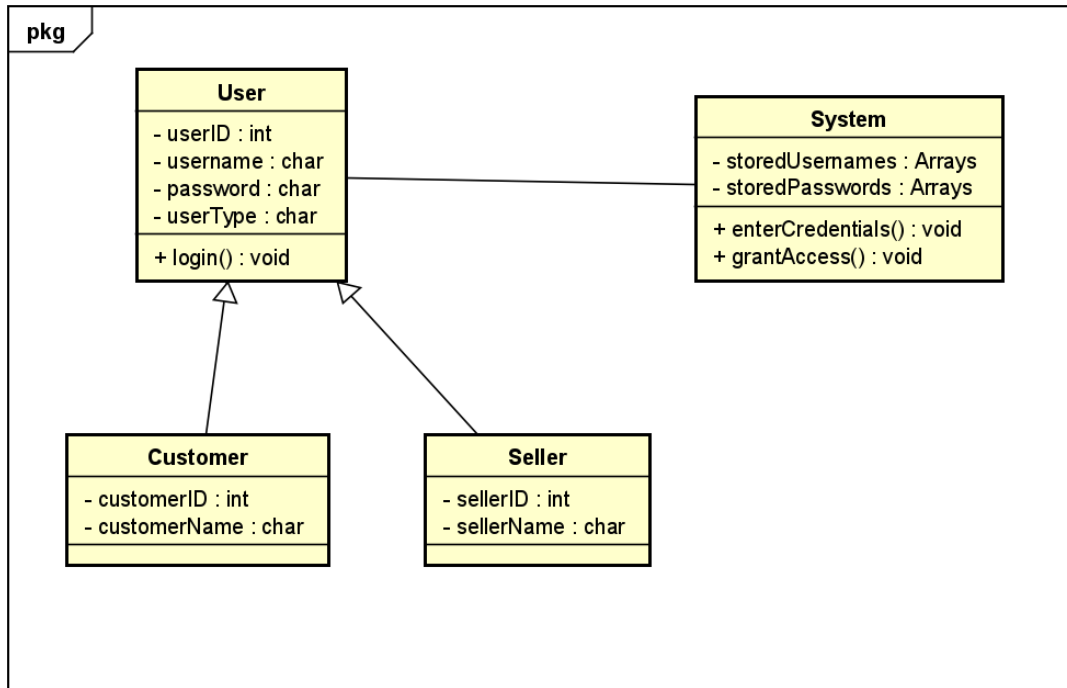 pkg
User
- userID : int
- username : char
- password : char
- userType : char
+ login() : void
System
- storedUsernames : Arrays
- storedPasswords : Arrays
+ enterCredentials() : void
+ grantAccess() : void
Customer
- customerID : int
- customerName : char
Seller
- sellerID : int
- sellerName : char